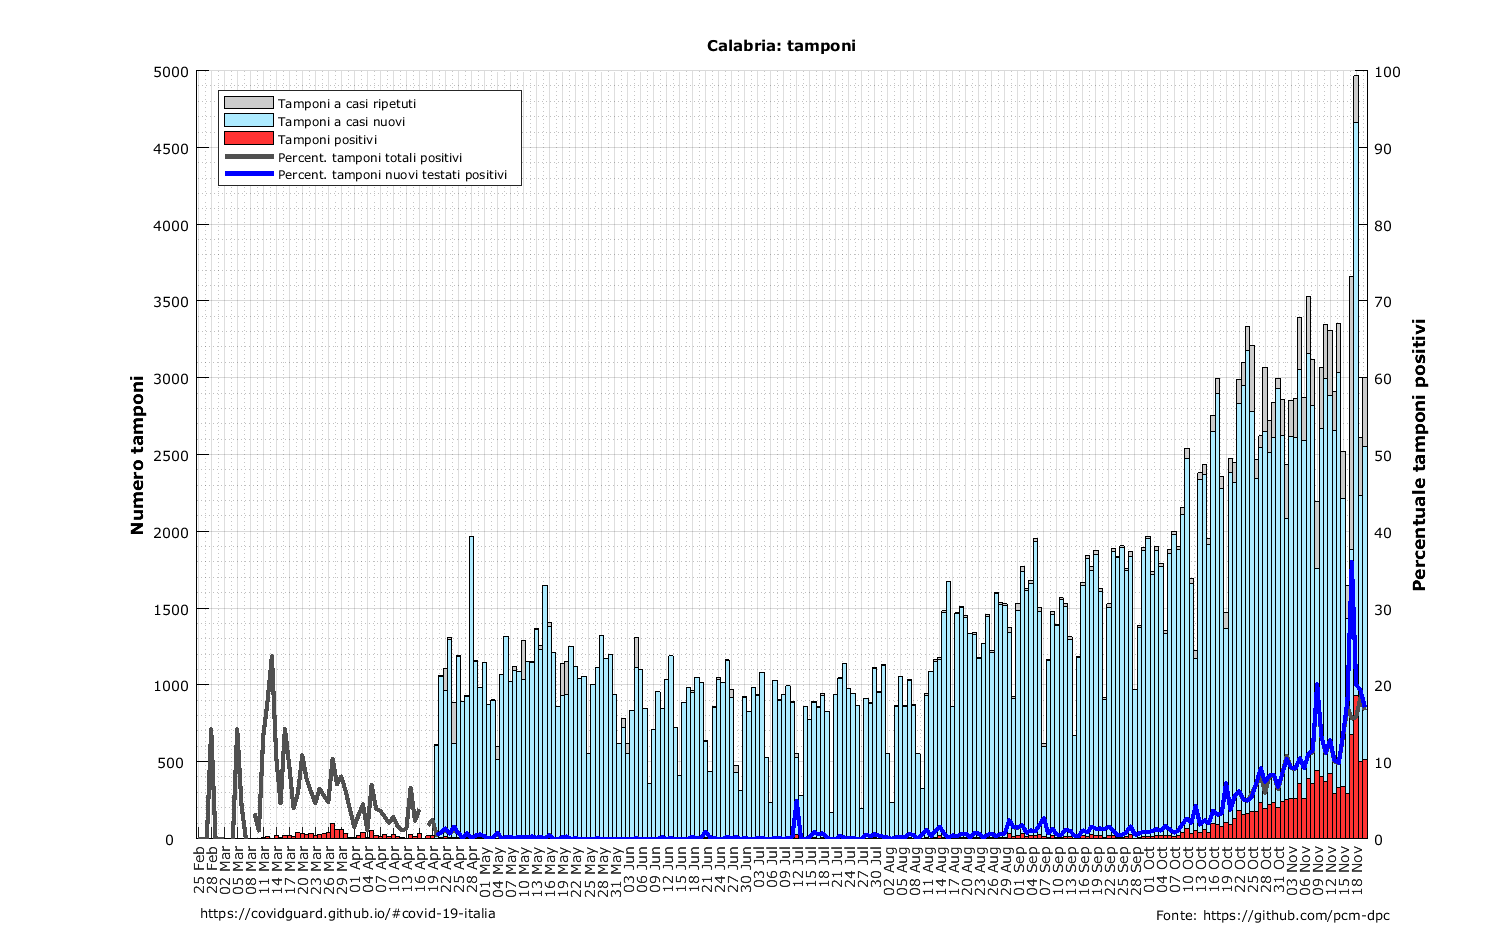 Calabria: tamponi
Tamponi a casi ripetuti
Tamponi a casi nuovi
Tamponi positivi
Percent. tamponi totali positivi
Percent. tamponi nuovi testati positivi
Numero tamponi
5000
4500
4000
3500
3000
2500
2000
1500
1000
500
0
100
90
80
70
60
50
40
30
20
10
0
Percentuale tamponi positivi
25 Feb
28 Feb
02 Mar
05 Mar
08 Mar
11 Mar
14 Mar
17 Mar
20 Mar
23 Mar
26 Mar
29 Mar
01 Apr
04 Apr
07 Apr
10 Apr
13 Apr
16 Apr
19 Apr
22 Apr
25 Apr
28 Apr
01 May
04 May
07 May
10 May
13 May
16 May
19 May
22 May
25 May
28 May
31 May
03 Jun
06 Jun
09 Jun
12 Jun
15 Jun
18 Jun
21 Jun
24 Jun
27 Jun
30 Jun
03 Jul
06 Jul
09 Jul
12 Jul
15 Jul
18 Jul
21 Jul
24 Jul
27 Jul
30 Jul
02 Aug
05 Aug
08 Aug
11 Aug
14 Aug
17 Aug
20 Aug
23 Aug
26 Aug
29 Aug
01 Sep
04 Sep
07 Sep
10 Sep
13 Sep
16 Sep
19 Sep
22 Sep
25 Sep
28 Sep
01 Oct
04 Oct
07 Oct
10 Oct
13 Oct
16 Oct
19 Oct
22 Oct
25 Oct
28 Oct
31 Oct
03 Nov
06 Nov
09 Nov
12 Nov
15 Nov
18 Nov
https://covidguard.github.io/#covid-19-italia
Fonte: https://github.com/pcm-dpc